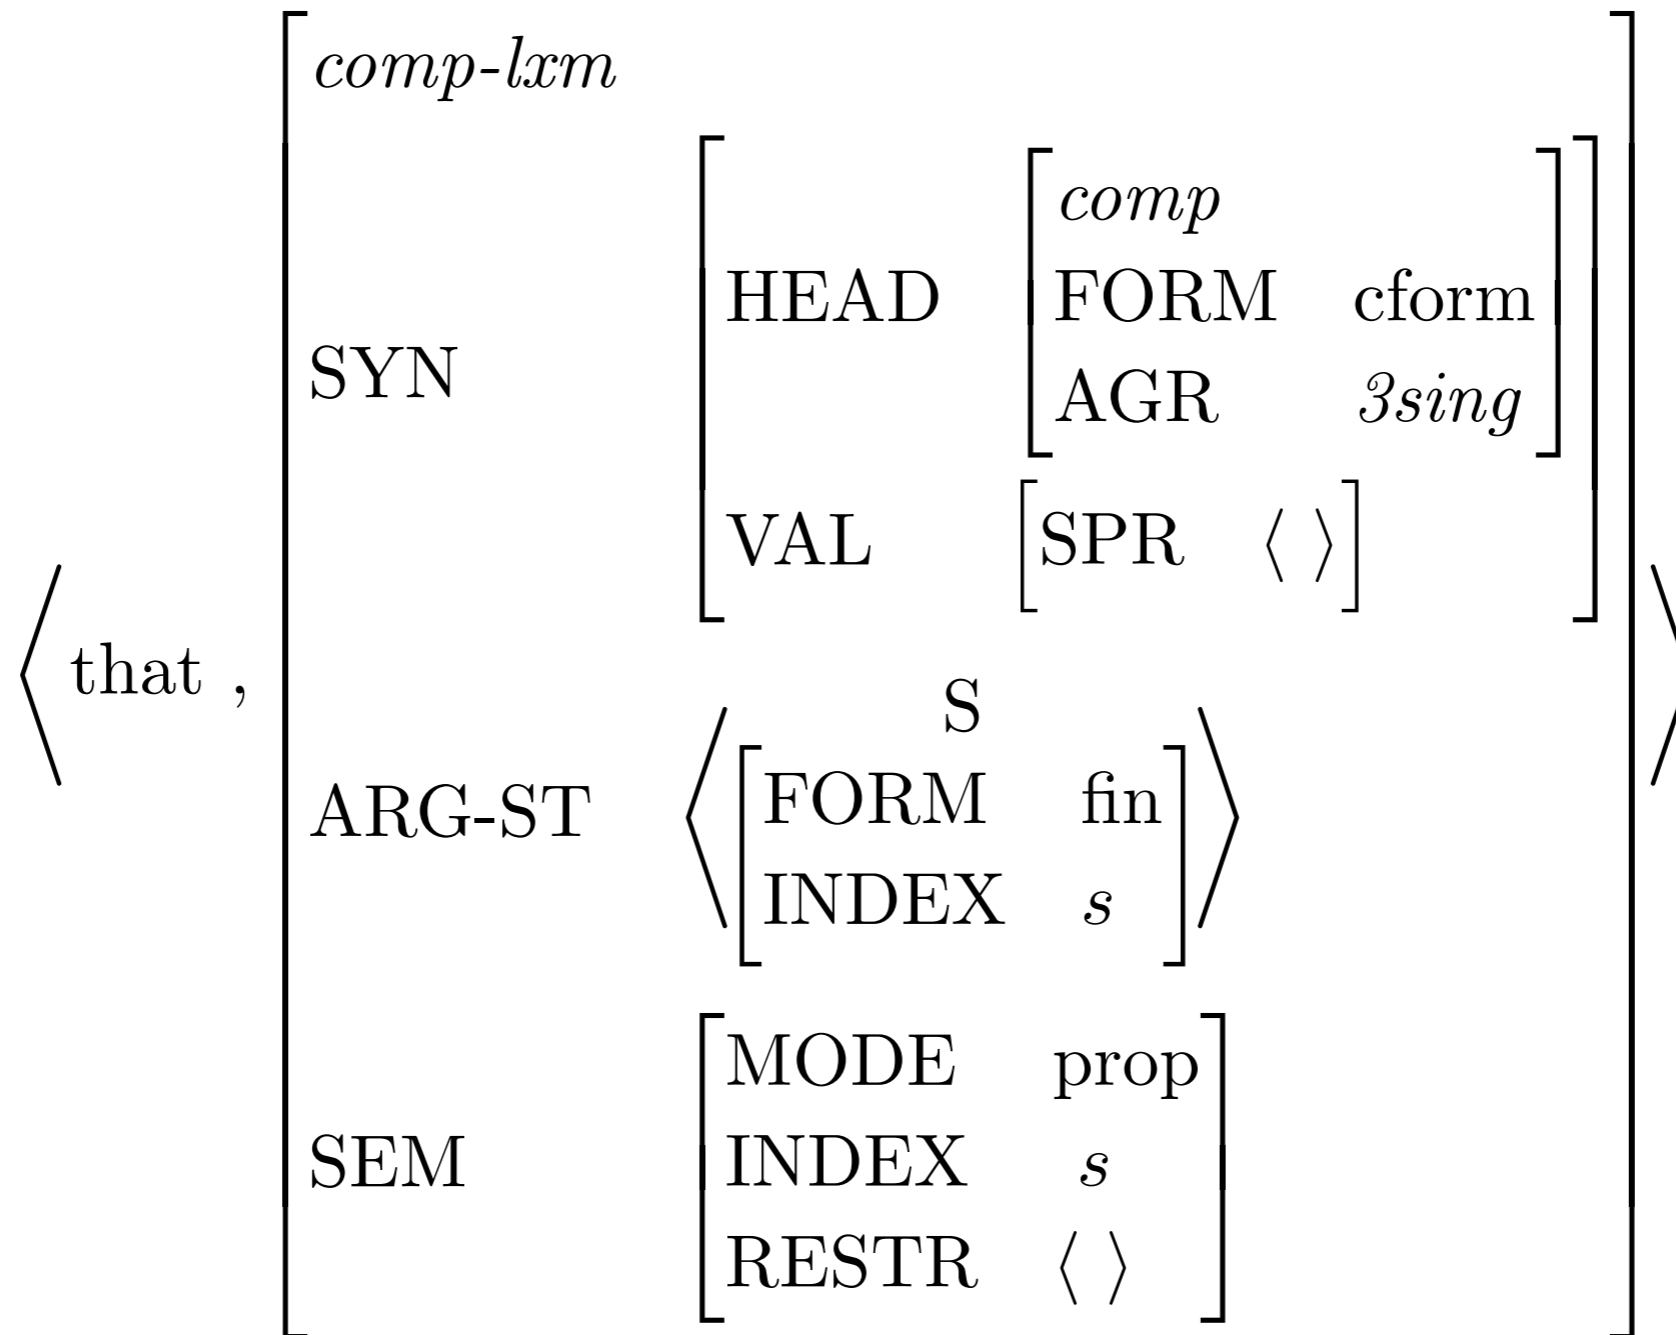 comp-lxm
comp
HEAD FORM cform
SYN AGR 3sing
VAL [SPR ⟨ ⟩]
⟨that ,
S
ARG-ST ⟨[FORM fin
INDEX s]⟩
MODE prop
SEM INDEX s
RESTR ⟨ ⟩